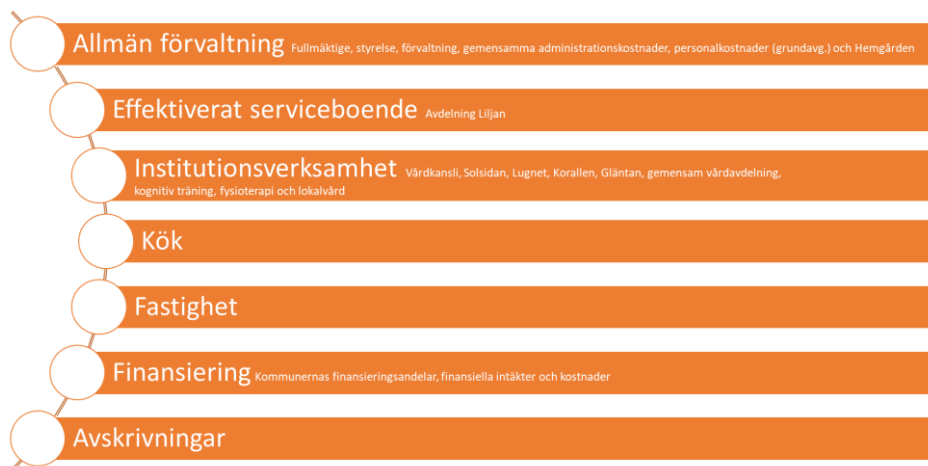 Allmän förvaltning Fullmäktige, styrelse, förvaltning, gemensamma administrationskostnader, personalkostnader (grundavg.) och Hemgården
Effektiverat serviceboende Avdelning Liljan
Institutionsverksamhet Vårdkansli, Solsidan, Lugnet, Korallen, Gläntan, gemensam vårdavdelning,
kognitiv träning, fysioterapi och lokalvård
Kök
Fastighet
Finansiering Kommunernas finansieringsandelar, finansiella intäkter och kostnader
Avskrivningar